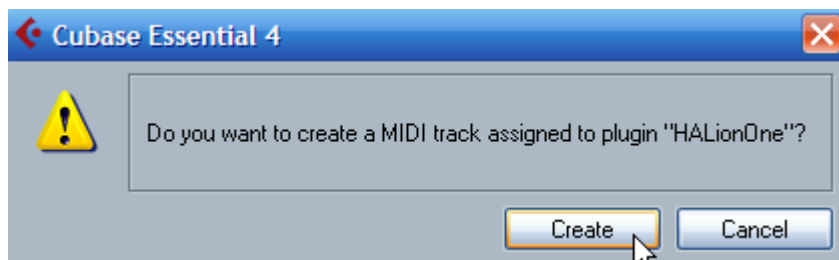 Cubase Essential 4
Do you want to create a MIDI track assigned to plugin "HALionOne"?
Create Cancel